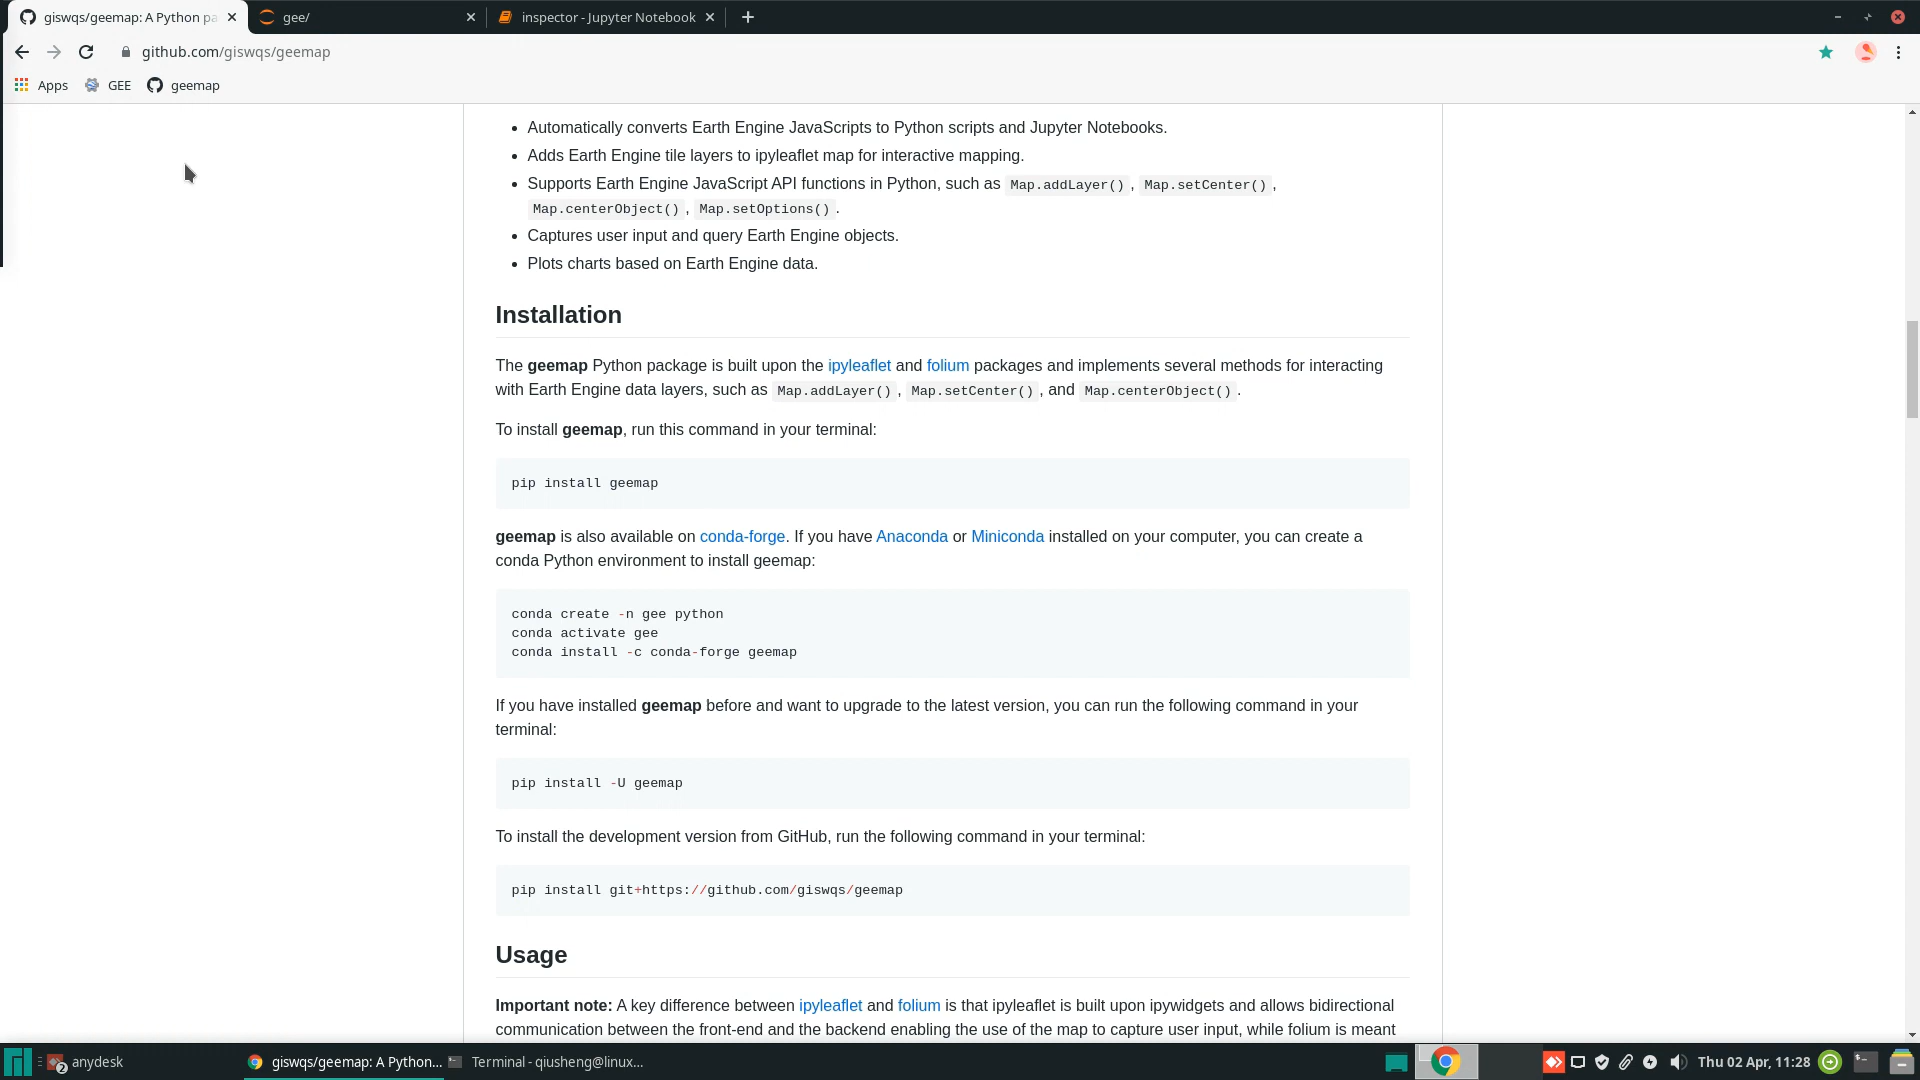 giswqs/geemap: A Python pa
gee/
inspector - Jupyter Notebook
github.com/giswqs/geemap
Apps
GEE
geemap
• Automatically converts Earth Engine JavaScripts to Python scripts and Jupyter Notebooks.
• Adds Earth Engine tile layers to ipyleaflet map for interactive mapping.
• Supports Earth Engine JavaScript API functions in Python, such as Map.addLayer() , Map.setCenter() ,
Map.centerObject() , Map.setOptions() .
• Captures user input and query Earth Engine objects.
• Plots charts based on Earth Engine data.
Installation
The geemap Python package is built upon the ipyleaflet and folium packages and implements several methods for interacting
with Earth Engine data layers, such as Map.addLayer() , Map.setCenter() , and Map.centerObject() .
To install geemap, run this command in your terminal:
pip install geemap
geemap is also available on conda-forge. If you have Anaconda or Miniconda installed on your computer, you can create a
conda Python environment to install geemap:
conda create -n gee python
conda activate gee
conda install -c conda-forge geemap
If you have installed geemap before and want to upgrade to the latest version, you can run the following command in your
terminal:
pip install -U geemap
To install the development version from GitHub, run the following command in your terminal:
pip install git+https://github.com/giswqs/geemap
Usage
Important note: A key difference between ipyleaflet and folium is that ipyleaflet is built upon ipywidgets and allows bidirectional
communication between the front-end and the backend enabling the use of the map to capture user input, while folium is meant
2
anydesk
giswqs/geemap: A Python...
Terminal - qiusheng@linux...
Thu 02 Apr, 11:28